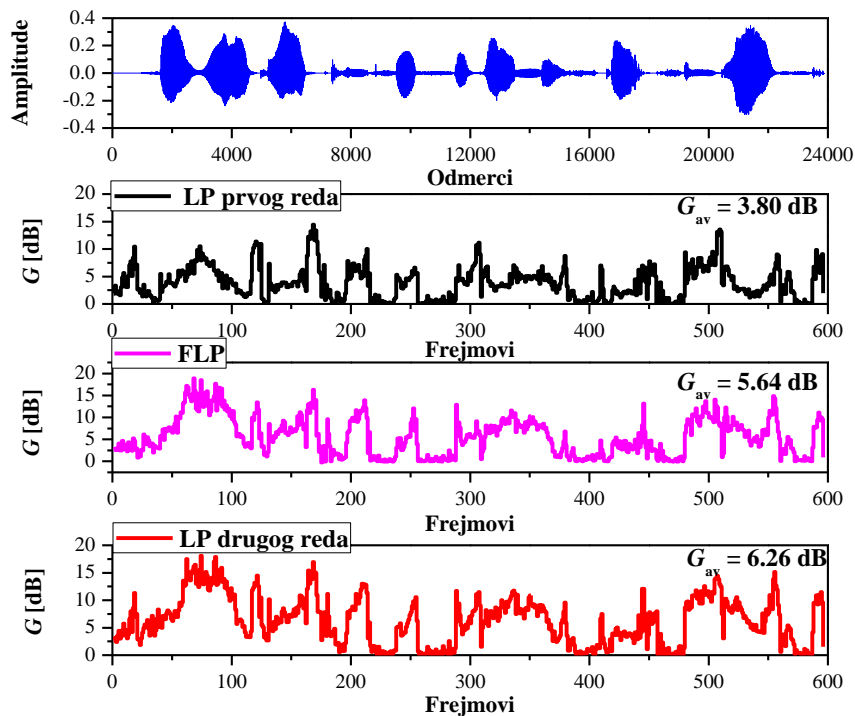 Amplitude
0.4
0.2
0.0
-0.2
-0.4
0 4000 8000 12000 16000 20000 24000
Odmerci
LP prvog reda
G_av = 3.80 dB
G [dB]
20
15
10
5
0
0 100 200 300 400 500 600
Frejmovi
FLP
G_av = 5.64 dB
G [dB]
20
15
10
5
0
0 100 200 300 400 500 600
Frejmovi
LP drugog reda
G_av = 6.26 dB
G [dB]
20
15
10
5
0
0 100 200 300 400 500 600
Frejmovi